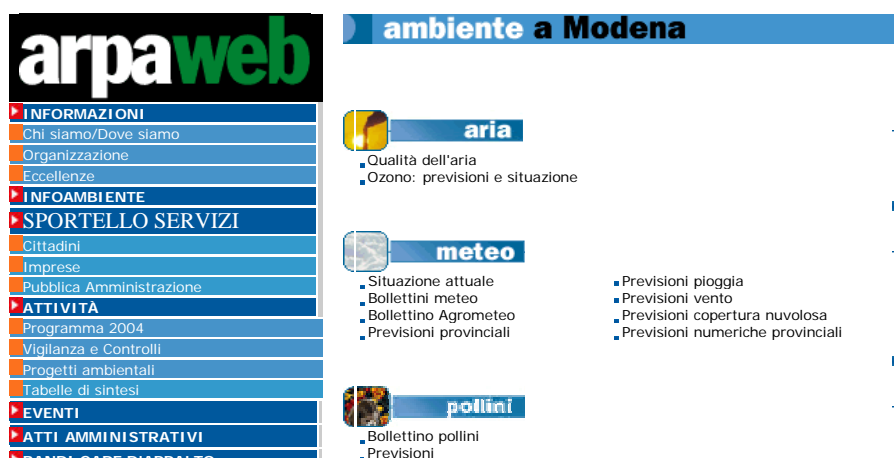 arpaweb
INFORMAZIONI
Chi siamo/Dove siamo
Organizzazione
Eccellenze
INFOAMBIENTE
SPORTELLO SERVIZI
Cittadini
Imprese
Pubblica Amministrazione
ATTIVITÀ
Programma 2004
Vigilanza e Controlli
Progetti ambientali
Tabelle di sintesi
EVENTI
ATTI AMMINISTRATIVI
BANDI GARE D'APPALTO
ambiente a Modena
aria
Qualità dell'aria
Ozono: previsioni e situazione
meteo
Situazione attuale
Bollettini meteo
Bollettino Agrometeo
Previsioni provinciali
Previsioni pioggia
Previsioni vento
Previsioni copertura nuvolosa
Previsioni numeriche provinciali
pollini
Bollettino pollini
Previsioni